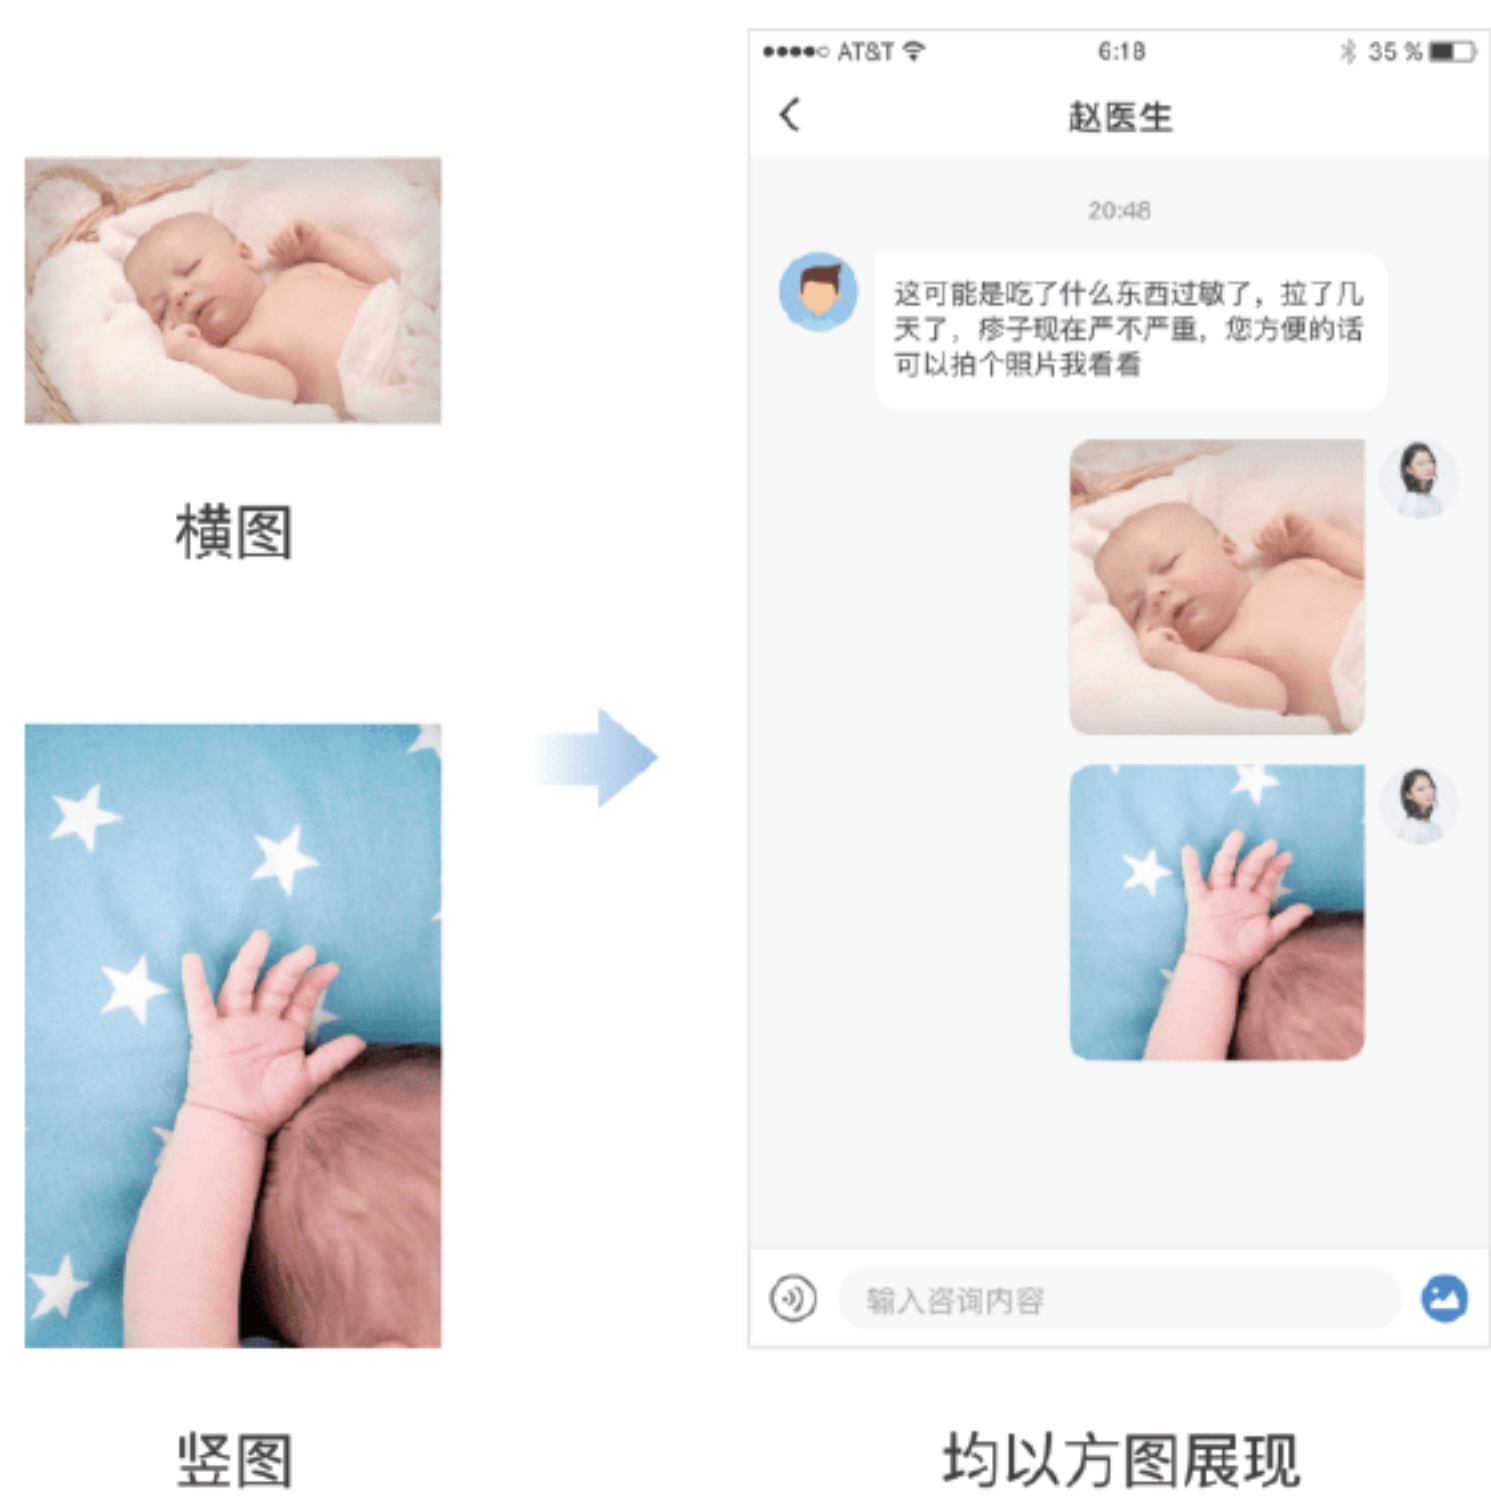 AT&T 6:18 35 %
赵医生
20:48
这可能是吃了什么东西过敏了，拉了几
天了，疹子现在严不严重，您方便的话
可以拍个照片我看看
横图
输入咨询内容
竖图
均以方图展现